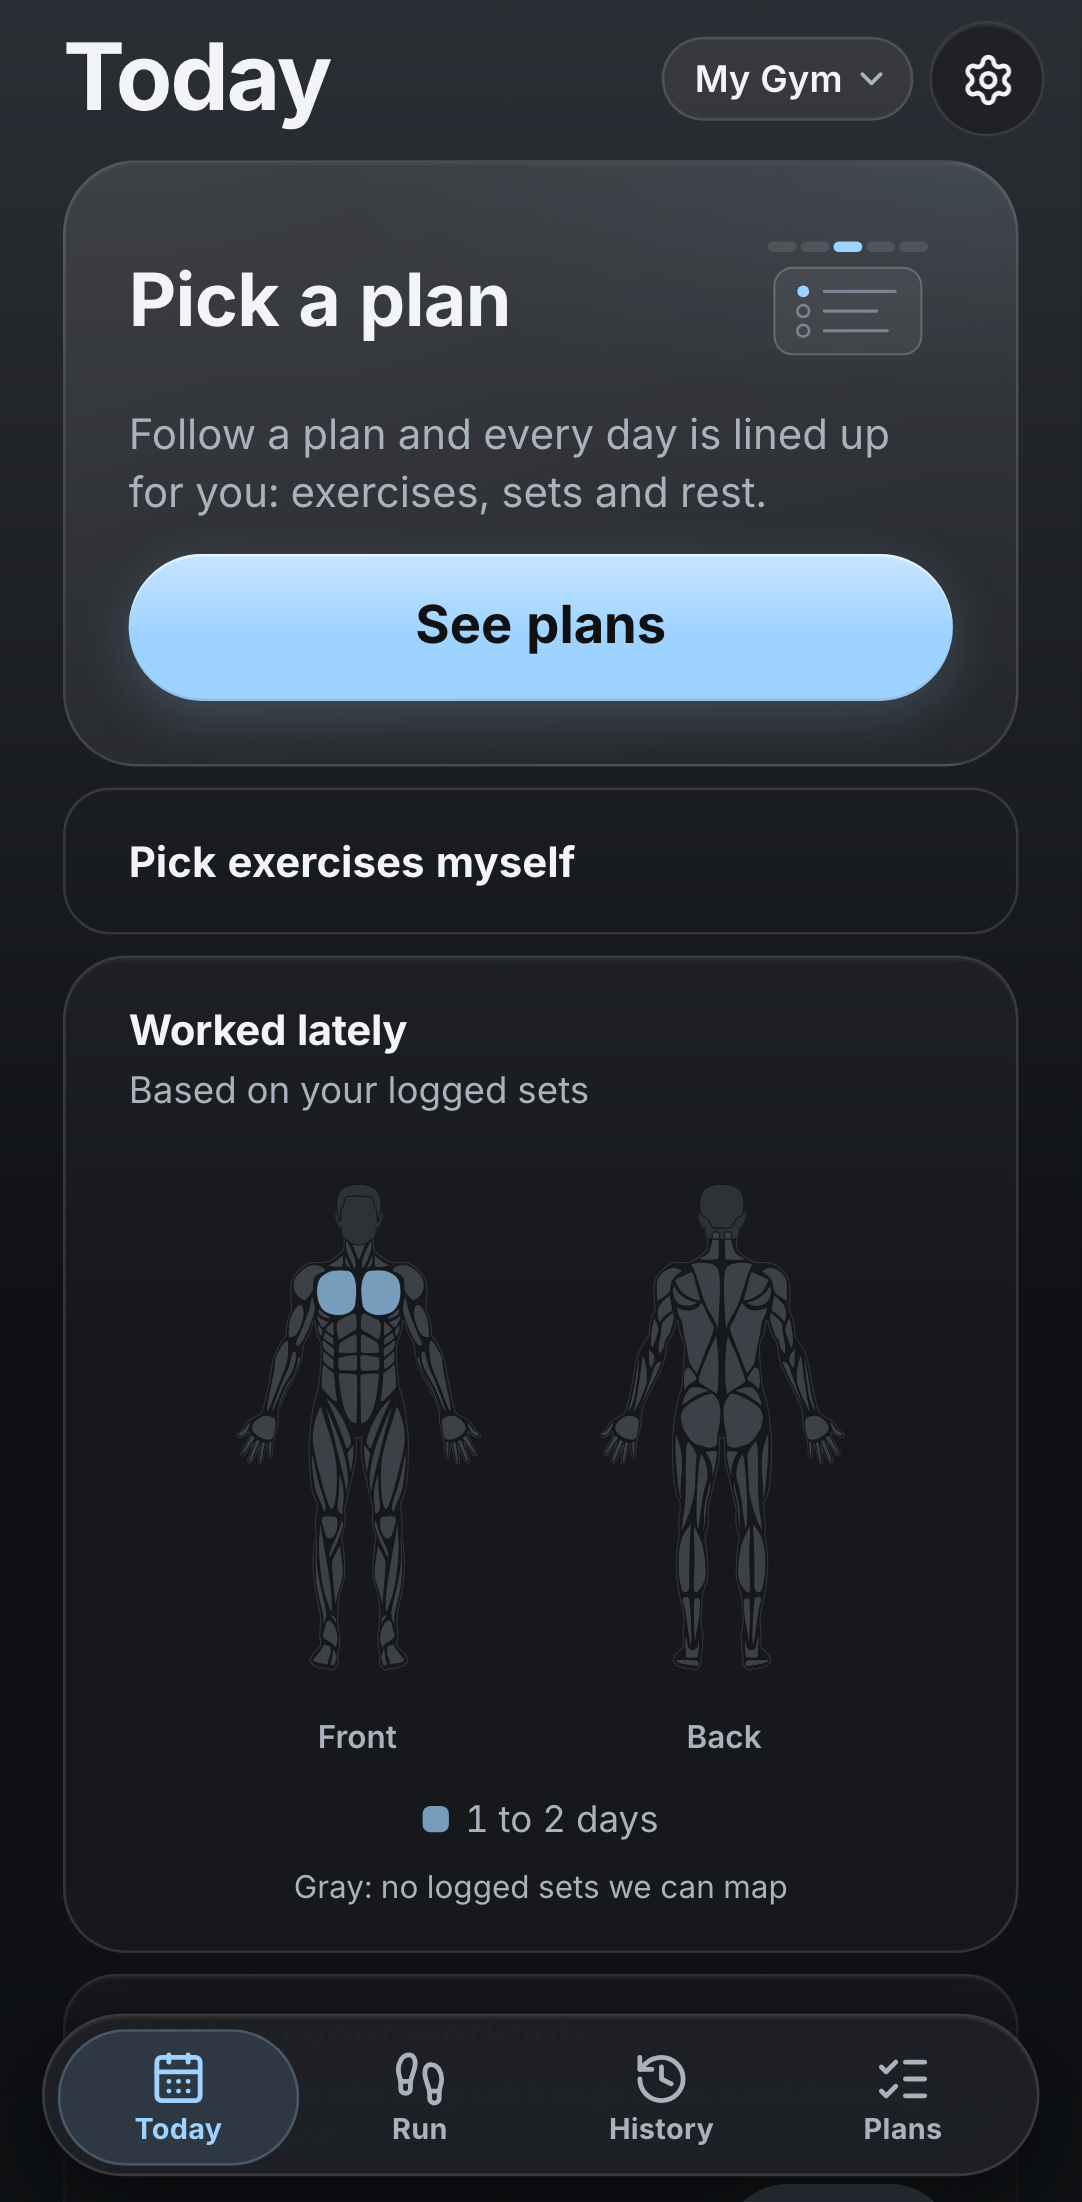 Today
My Gym
Pick a plan
Follow a plan and every day is lined up
for you: exercises, sets and rest.
See plans
Pick exercises myself
Worked lately
Based on your logged sets
Front
Back
1 to 2 days
Gray: no logged sets we can map
your workouts
Today
Run
History
Plans